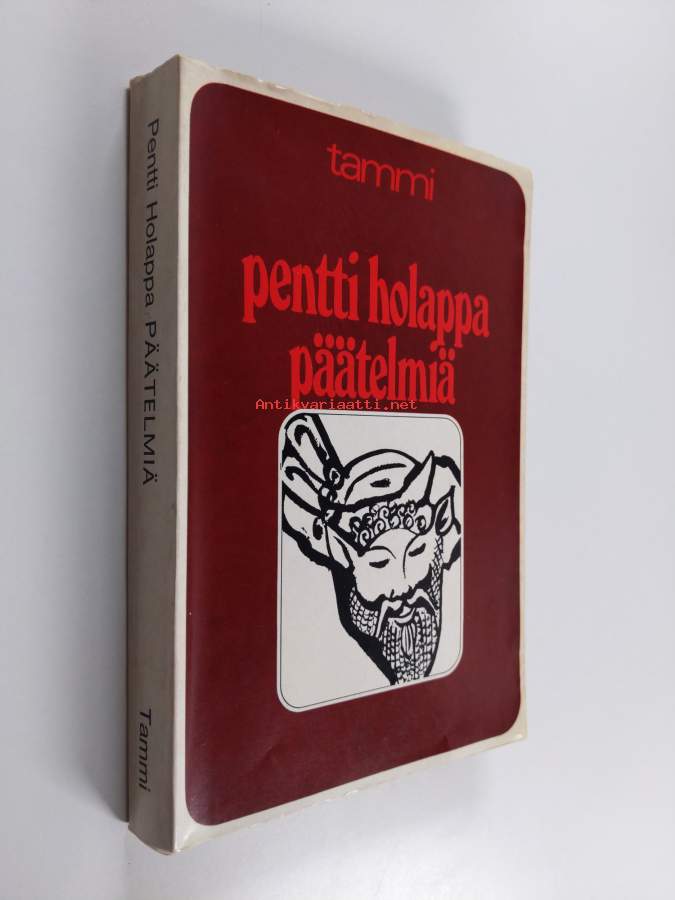 tammi
pentti holappa
päätelmiä
Antikvariaatti.net
Pentti Holappa PÄÄTELMIÄ
Tammi